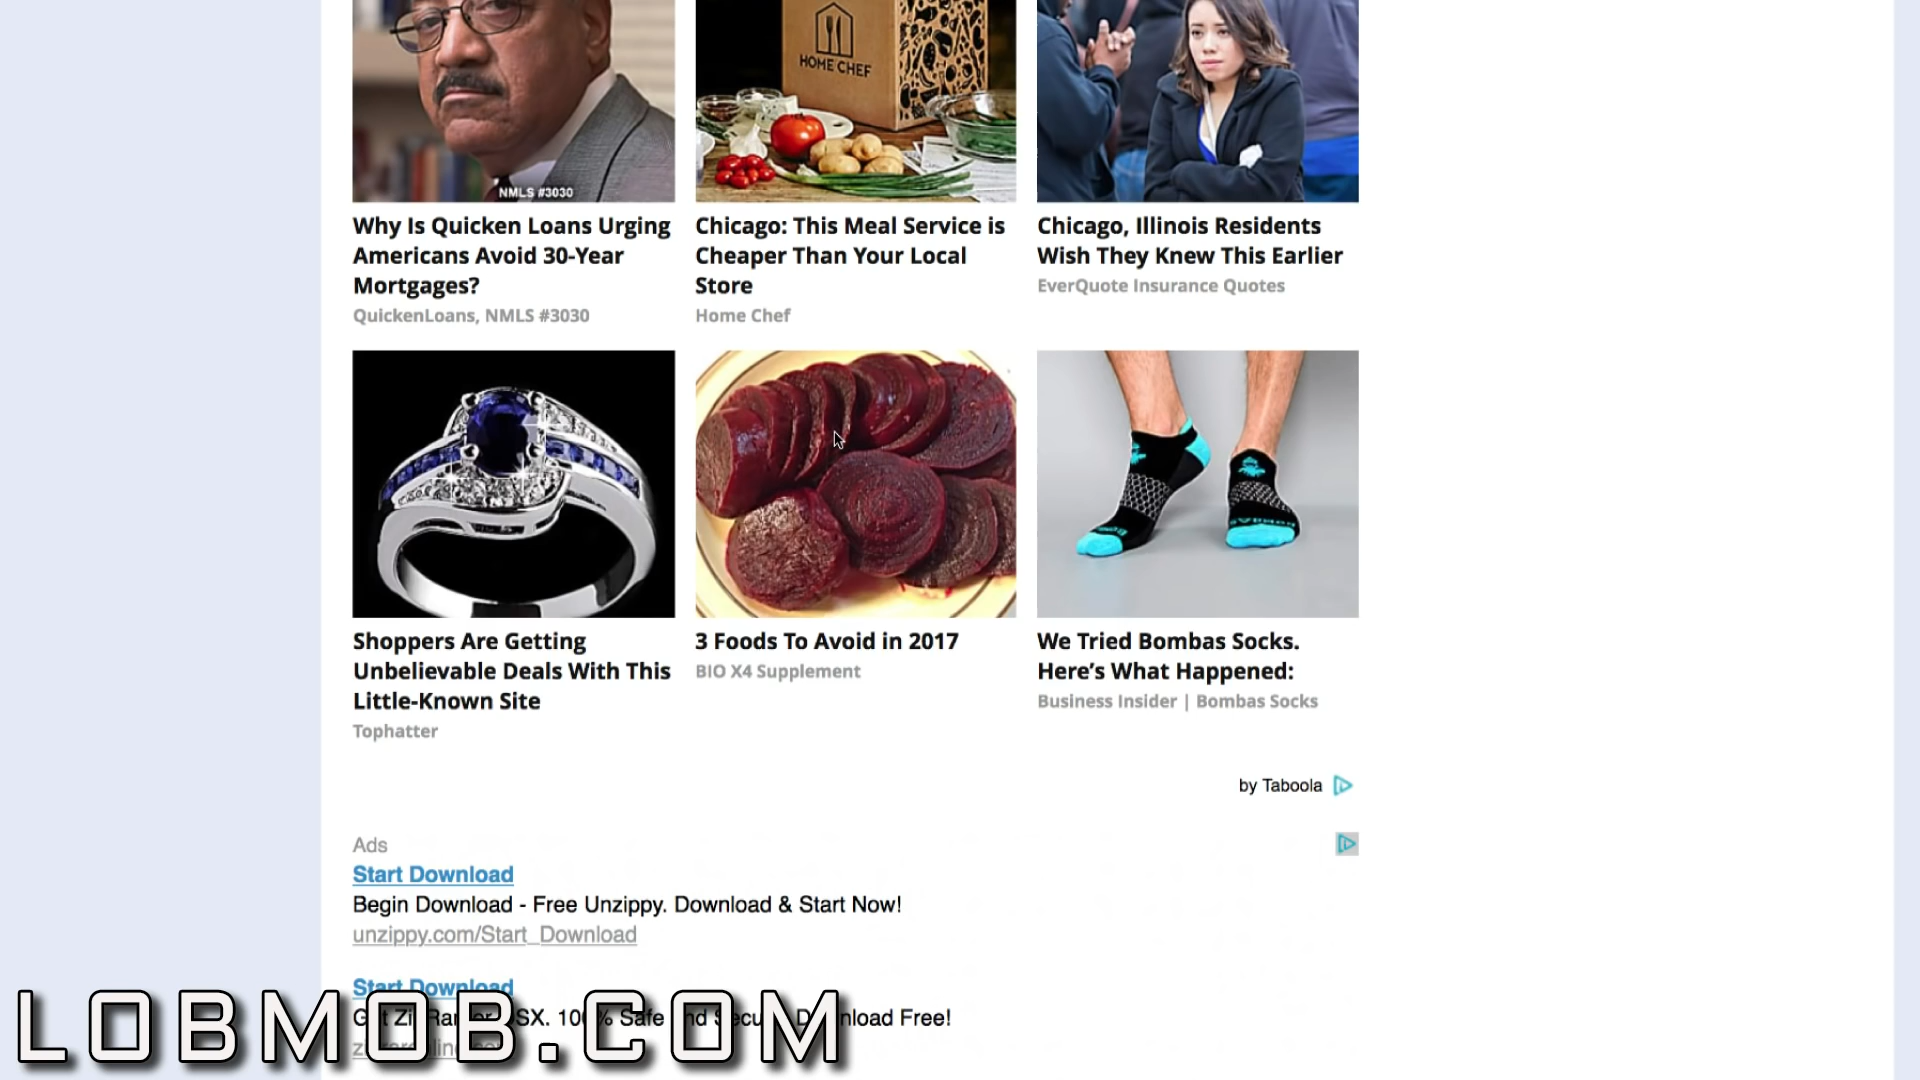 HOME CHEF
NMLS #3030
Why Is Quicken Loans Urging
Americans Avoid 30-Year
Mortgages?
QuickenLoans, NMLS #3030
Chicago: This Meal Service is
Cheaper Than Your Local
Store
Home Chef
Chicago, Illinois Residents
Wish They Knew This Earlier
EverQuote Insurance Quotes
Shoppers Are Getting
Unbelievable Deals With This
Little-Known Site
Tophatter
3 Foods To Avoid in 2017
BIO X4 Supplement
We Tried Bombas Socks.
Here’s What Happened:
Business Insider | Bombas Socks
by Taboola
Ads
Start Download
Begin Download - Free Unzippy. Download & Start Now!
unzippy.com/Start_Download
Start Download
Safe Download Free!
LOBMOB.COM